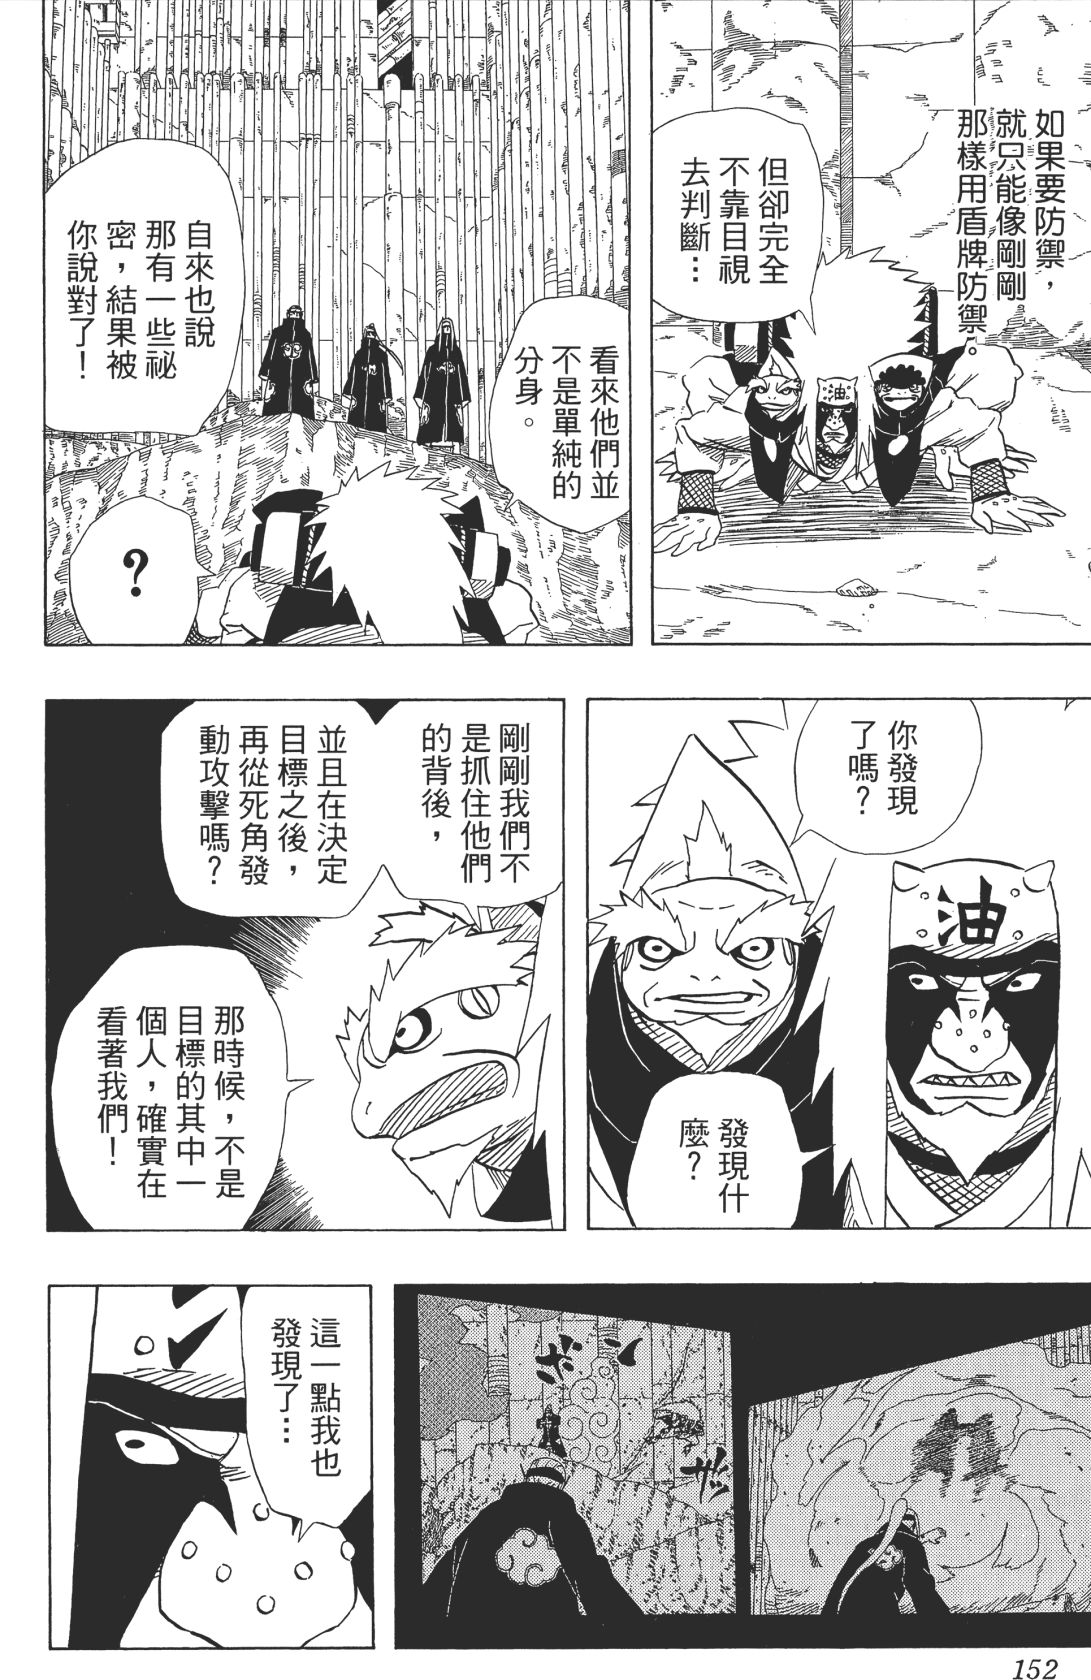 如果要防禦，
就只能像剛剛
那樣用盾牌防禦。
但卻完全
不靠目視
去判斷…
油
看來他們並
不是單純的
分身。
自來也說
那有一些祕
密，結果被
你說對了！
？
你發現
了嗎？
油
發現什
麼？
剛剛我們不
是抓住他們
的背後，
並且在決定
目標之後，
再從死角發
動攻擊嗎？
那時候，不是
目標的其中一
個人，確實在
看著我們！
ボボ
ザッ
這一點我也
發現了…
152